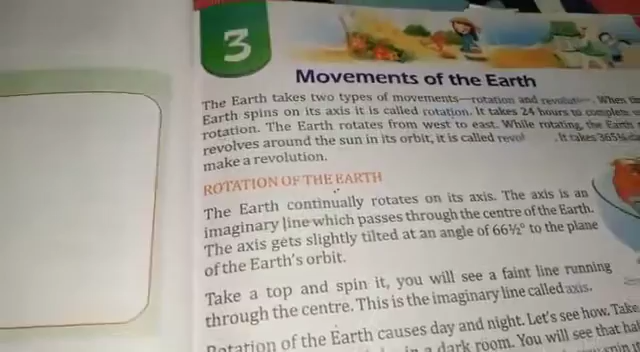 3
Movements of the Earth
The Earth takes two types of movements—rotation and When
Earth spins on its axis it is called rotation. It takes 24 hours to complete
rotation. The Earth rotates from west to east. While rotating, the Earth
revolves around the sun in its orbit, it is called It takes
make a revolution.
ROTATION OF THE EARTH
The Earth continually rotates on its axis. The axis is an
imaginary line which passes through the centre of the Earth.
The axis gets slightly tilted at an angle of 66½° to the plane
of the Earth's orbit.
Take a top and spin it, you will see a faint line running
through the centre. This is the imaginary line called axis.
Rotation of the Earth causes day and night. Let's see how. Take
in a dark room. You will see that